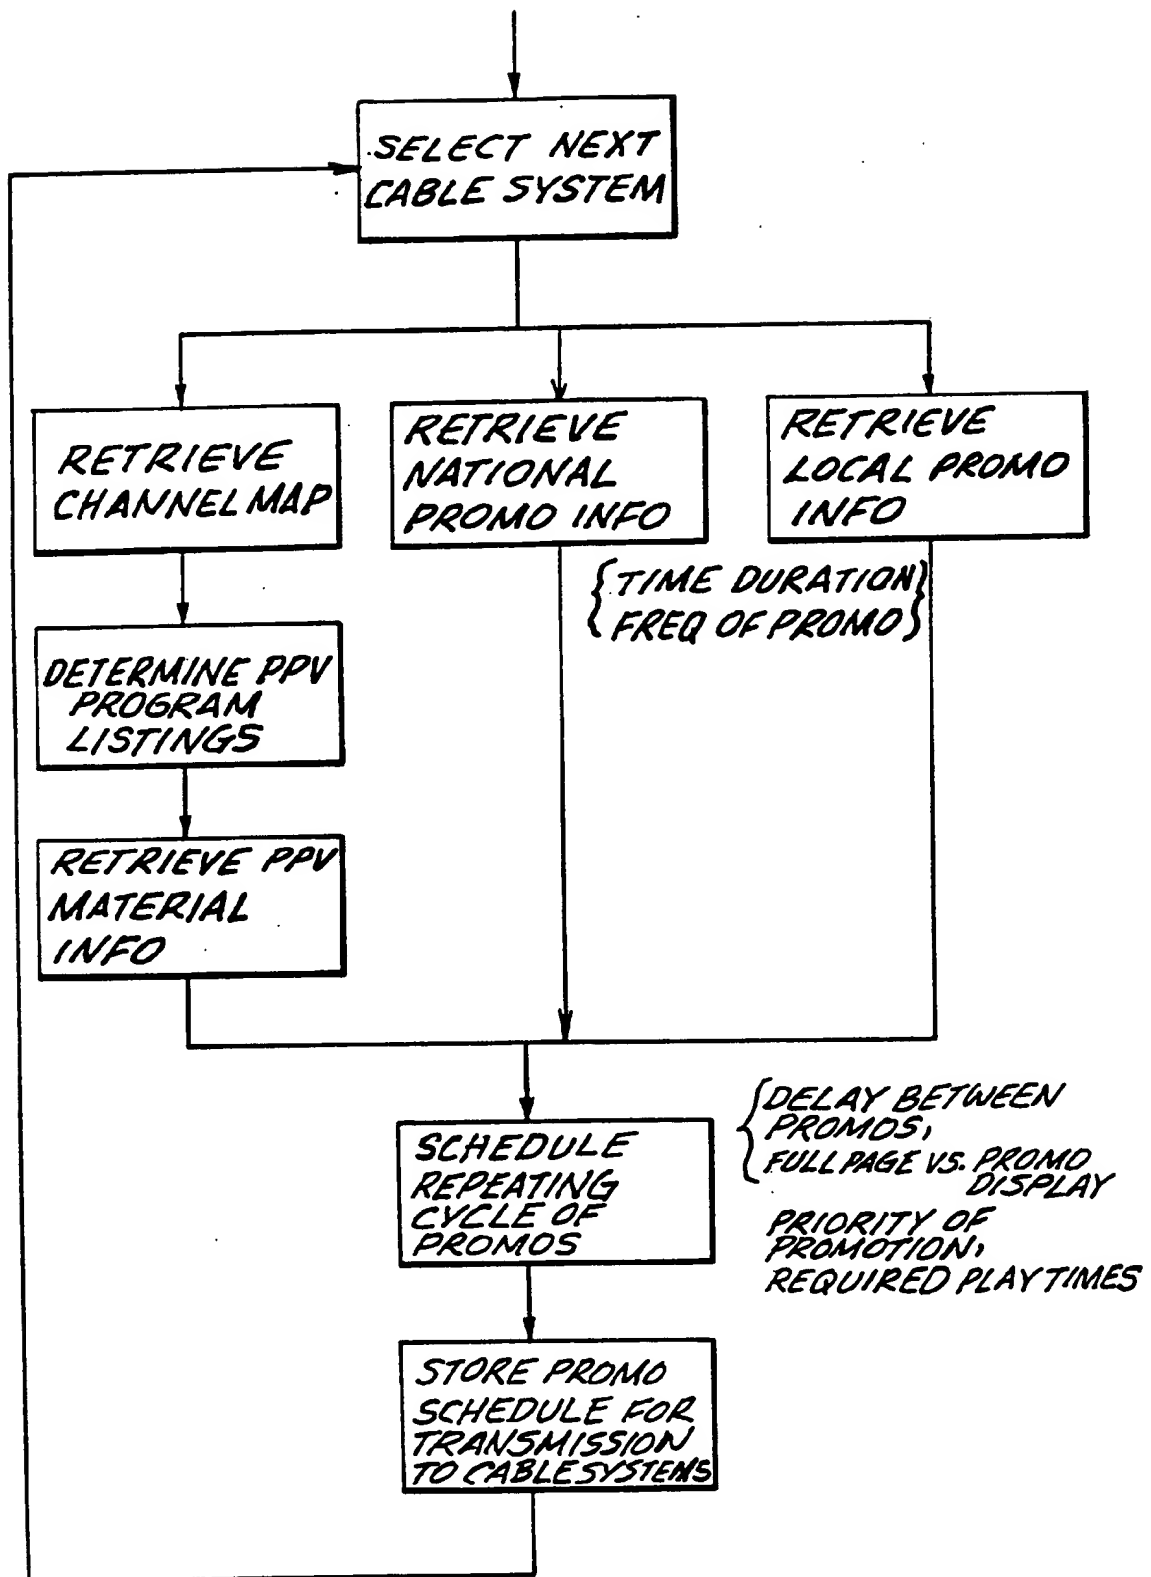 SELECT NEXT
CABLE SYSTEM
RETRIEVE
CHANNEL MAP
RETRIEVE
NATIONAL
PROMO INFO
RETRIEVE
LOCAL PROMO
INFO
{TIME DURATION}
{FREQ OF PROMO}
DETERMINE PPV
PROGRAM
LISTINGS
RETRIEVE PPV
MATERIAL
INFO
SCHEDULE
REPEATING
CYCLE OF
PROMOS
DELAY BETWEEN
PROMOS,
FULL PAGE VS. PROMO
DISPLAY
PRIORITY OF
PROMOTION,
REQUIRED PLAY TIMES
STORE PROMO
SCHEDULE FOR
TRANSMISSION
TO CABLE SYSTEMS